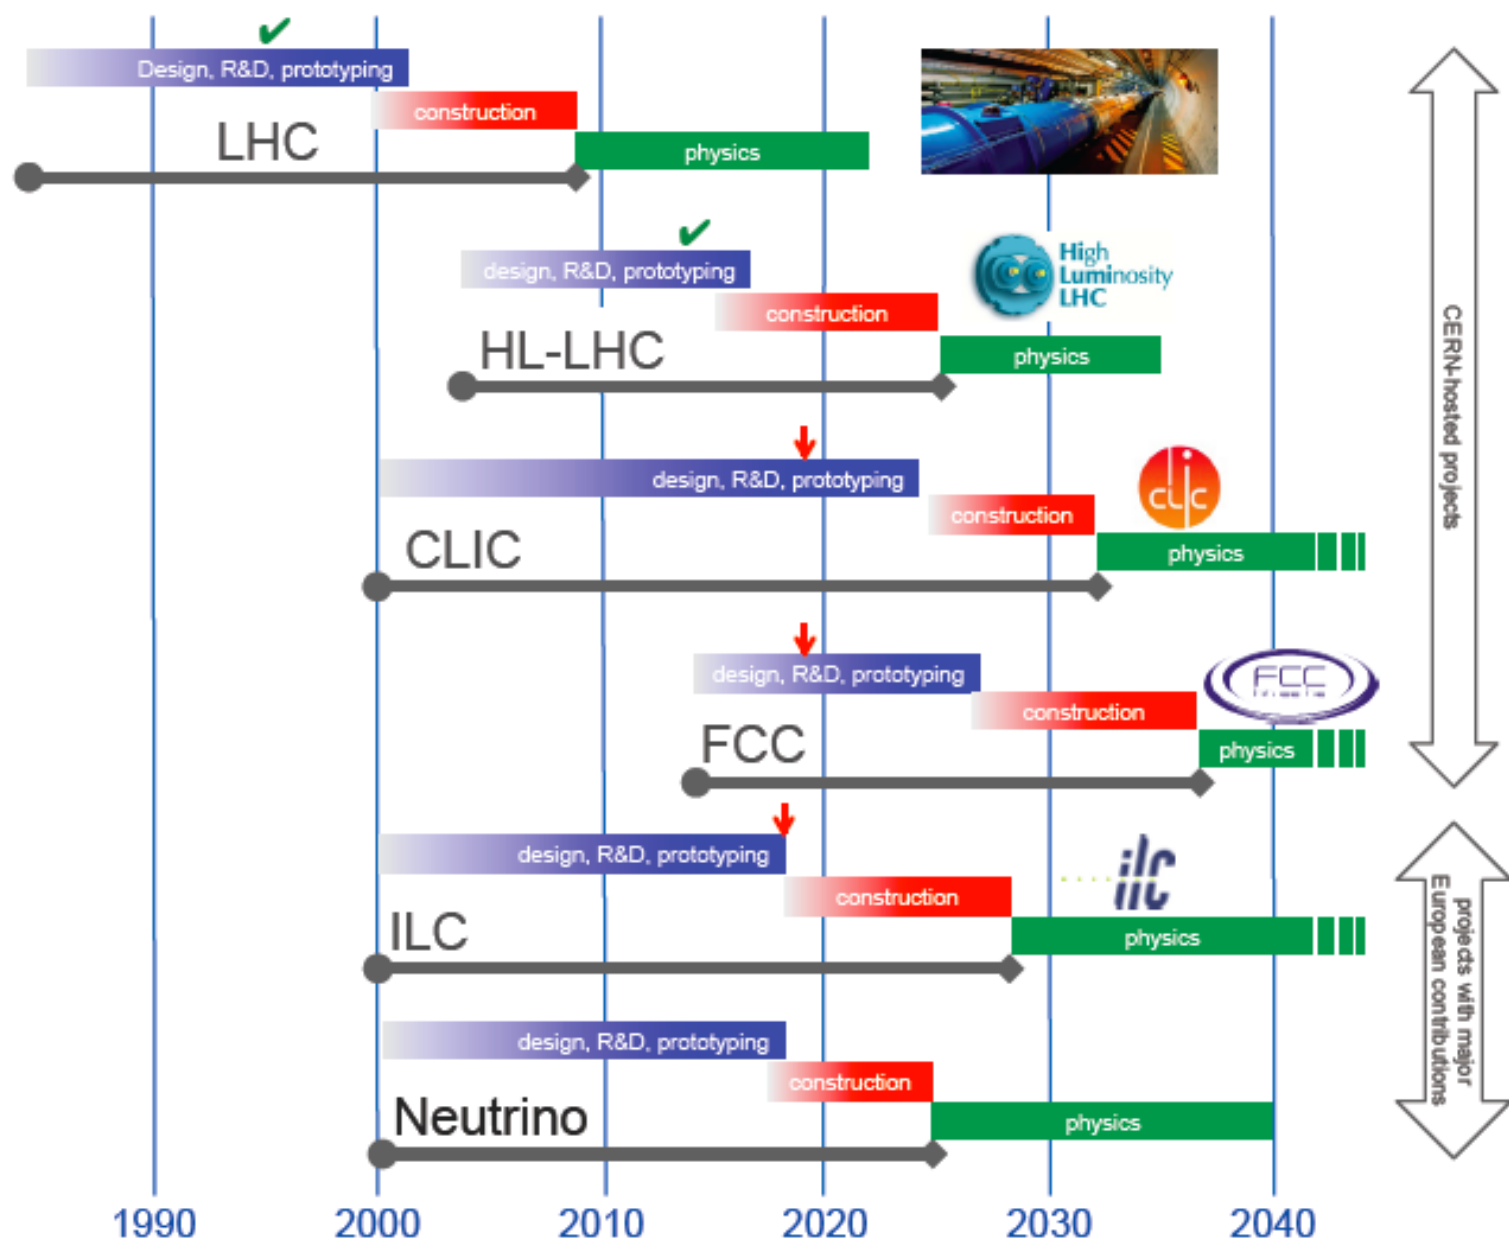 Design, R&D, prototyping
construction
LHC
physics
design, R&D, prototyping
High
Luminosity
LHC
construction
HL-LHC
physics
design, R&D, prototyping
clic
construction
CLIC
physics
design, R&D, prototyping
FCC
construction
FCC
physics
CERN-hosted projects
design, R&D, prototyping
ilc
construction
ILC
physics
design, R&D, prototyping
construction
Neutrino
physics
projects with major
European contributions
1990 2000 2010 2020 2030 2040